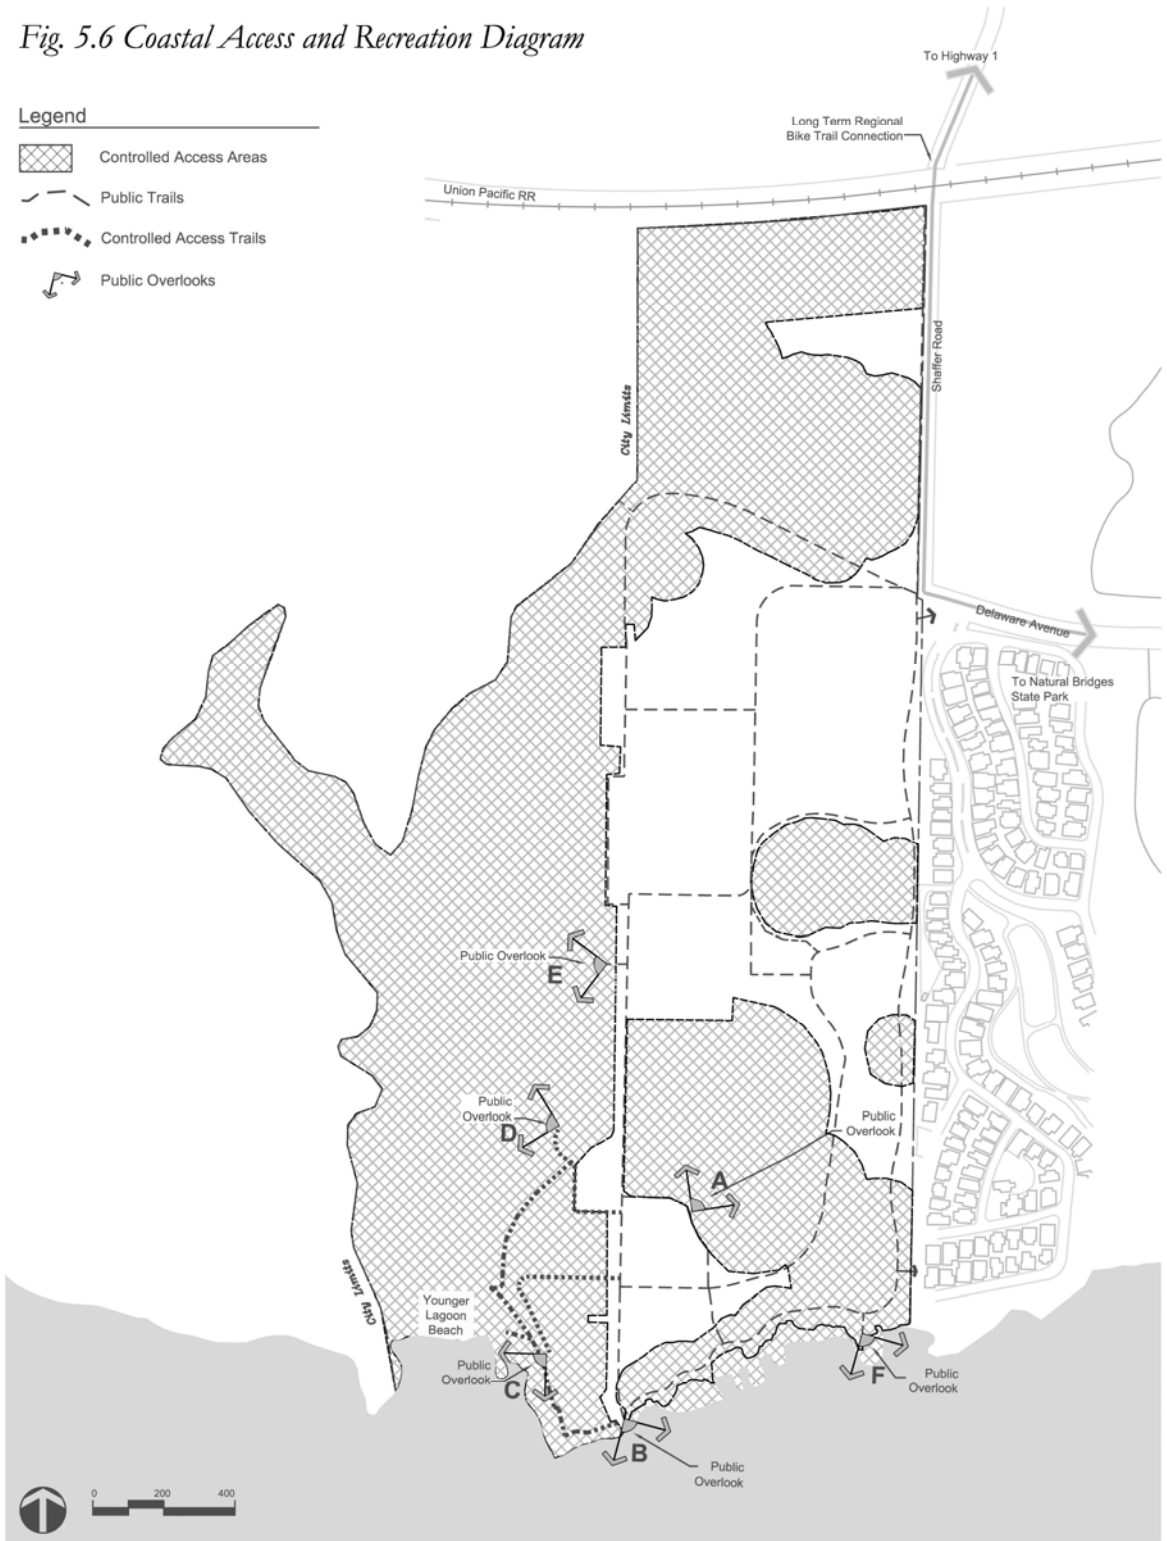 Fig. 5.6 Coastal Access and Recreation Diagram
Legend
Controlled Access Areas
Public Trails
Controlled Access Trails
Public Overlooks
To Highway 1
Long Term Regional
Bike Trail Connection
Union Pacific RR
Shaffer Road
City Limits
Delaware Avenue
To Natural Bridges
State Park
Public Overlook
E
Public
Overlook
D
Public
Overlook
A
City Limits
Younger
Lagoon
Beach
Public
Overlook
C
Public
Overlook
F
B
Public
Overlook
0 200 400